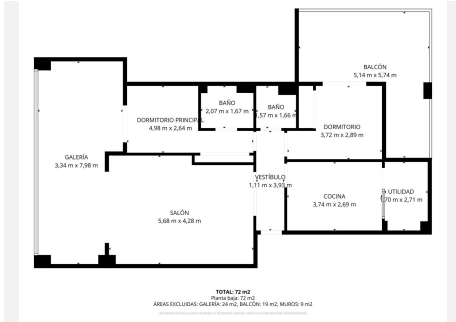 BALCÓN
5,14 m x 5,74 m
BAÑO
2,07 m x 1,67 m
BAÑO
1,57 m x 1,66 m
DORMITORIO PRINCIPAL
4,98 m x 2,64 m
DORMITORIO
3,72 m x 2,89 m
GALERÍA
3,34 m x 7,98 m
VESTÍBULO
1,11 m x 3,93 m
COCINA
3,74 m x 2,69 m
UTILIDAD
1,70 m x 2,71 m
SALÓN
5,68 m x 4,28 m
TOTAL: 72 m2
Planta baja: 72 m2
ÁREAS EXCLUIDAS: GALERÍA: 24 m2, BALCÓN: 19 m2, MUROS: 9 m2